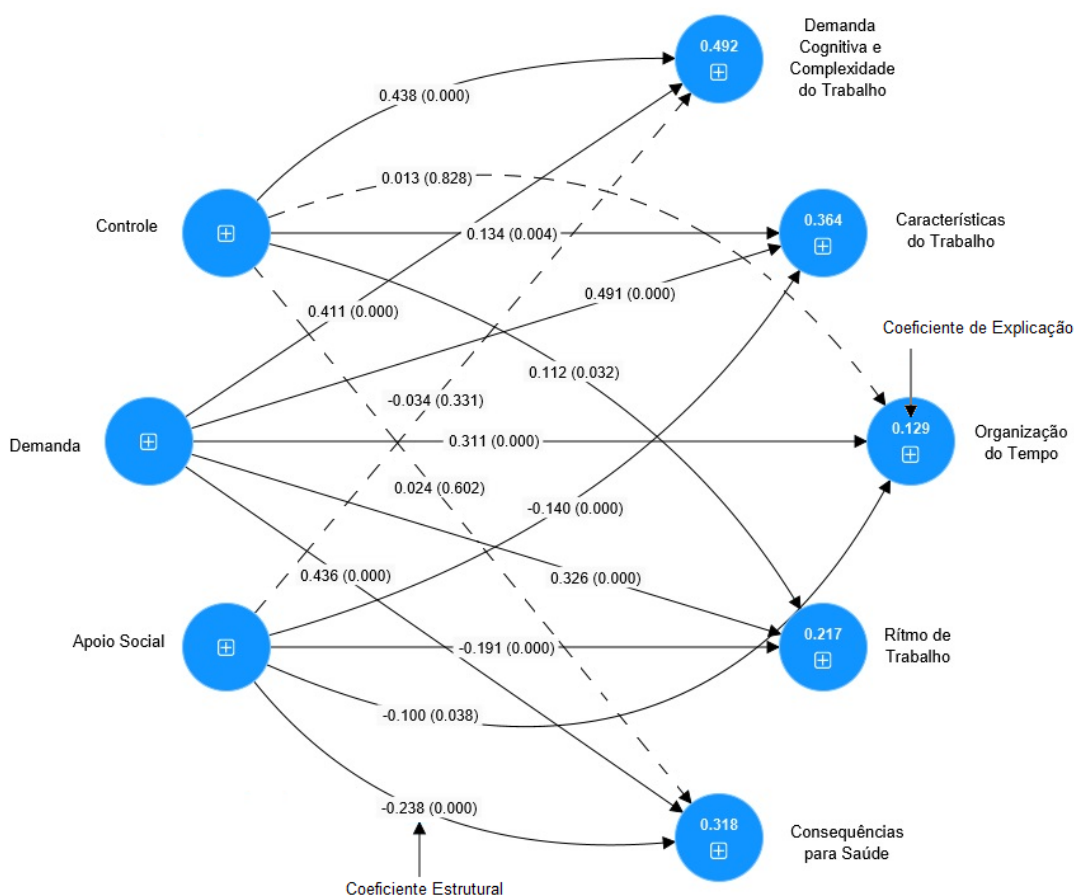 0.492
Demanda
Cognitiva e
Complexidade
do Trabalho
0.438 (0.000)
0.013 (0.828)
Controle
0.134 (0.004)
0.364
Características
do Trabalho
0.491 (0.000)
0.411 (0.000)
Coeficiente de Explicação
0.112 (0.032)
-0.034 (0.331)
Demanda
0.311 (0.000)
0.129
Organização
do Tempo
0.024 (0.602)
-0.140 (0.000)
0.436 (0.000)
0.326 (0.000)
Apoio Social
-0.191 (0.000)
0.217
Rítmo de
Trabalho
-0.100 (0.038)
-0.238 (0.000)
0.318
Consequências
para Saúde
Coeficiente Estrutural